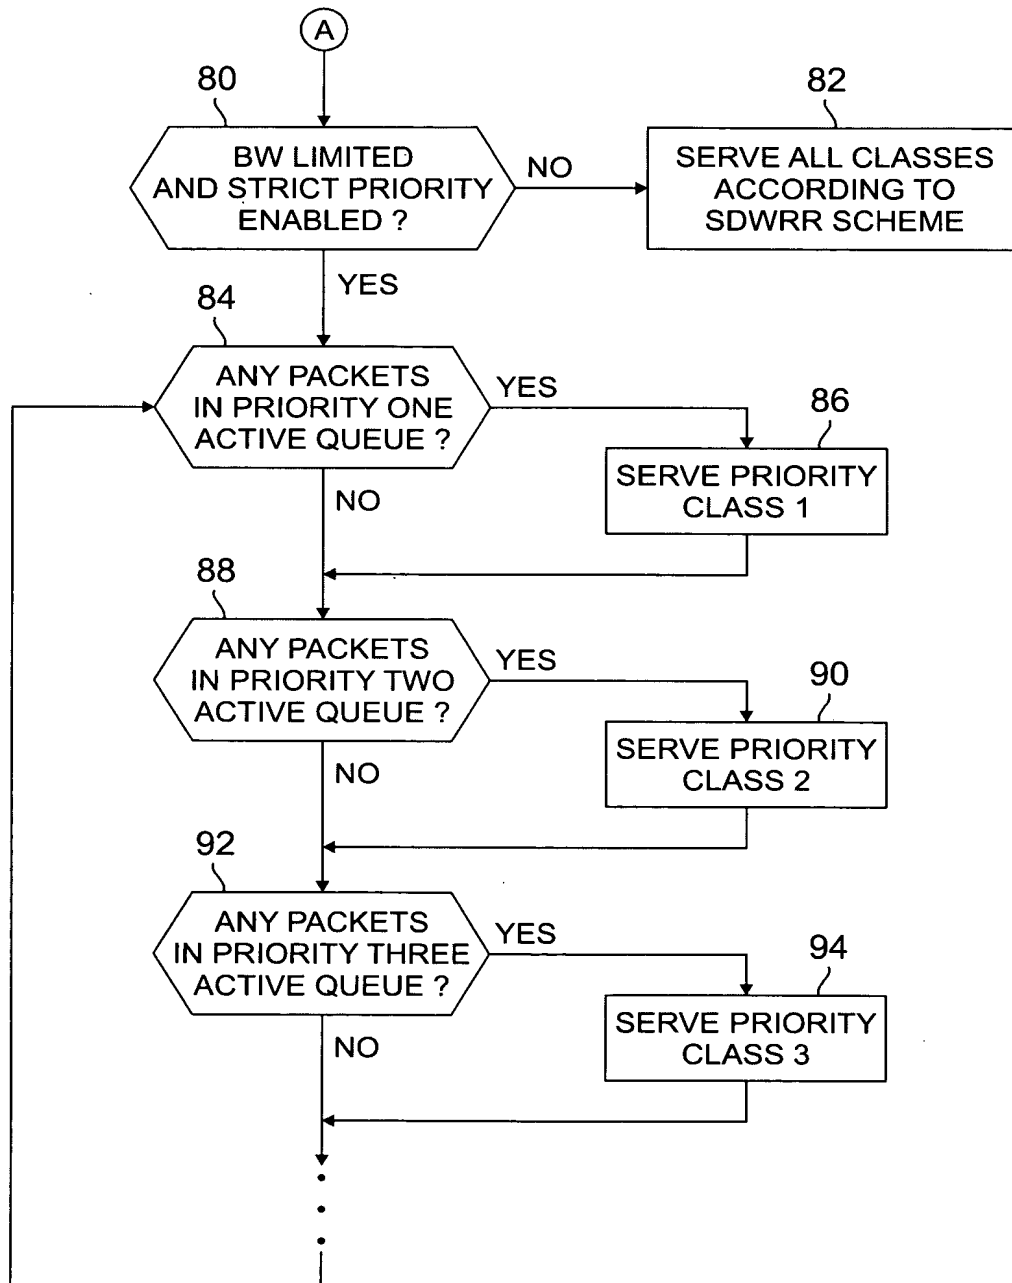 A
80
BW LIMITED
AND STRICT PRIORITY
ENABLED ?
NO
82
SERVE ALL CLASSES
ACCORDING TO
SDWRR SCHEME
YES
84
ANY PACKETS
IN PRIORITY ONE
ACTIVE QUEUE ?
YES
86
SERVE PRIORITY
CLASS 1
NO
88
ANY PACKETS
IN PRIORITY TWO
ACTIVE QUEUE ?
YES
90
SERVE PRIORITY
CLASS 2
NO
92
ANY PACKETS
IN PRIORITY THREE
ACTIVE QUEUE ?
YES
94
SERVE PRIORITY
CLASS 3
NO